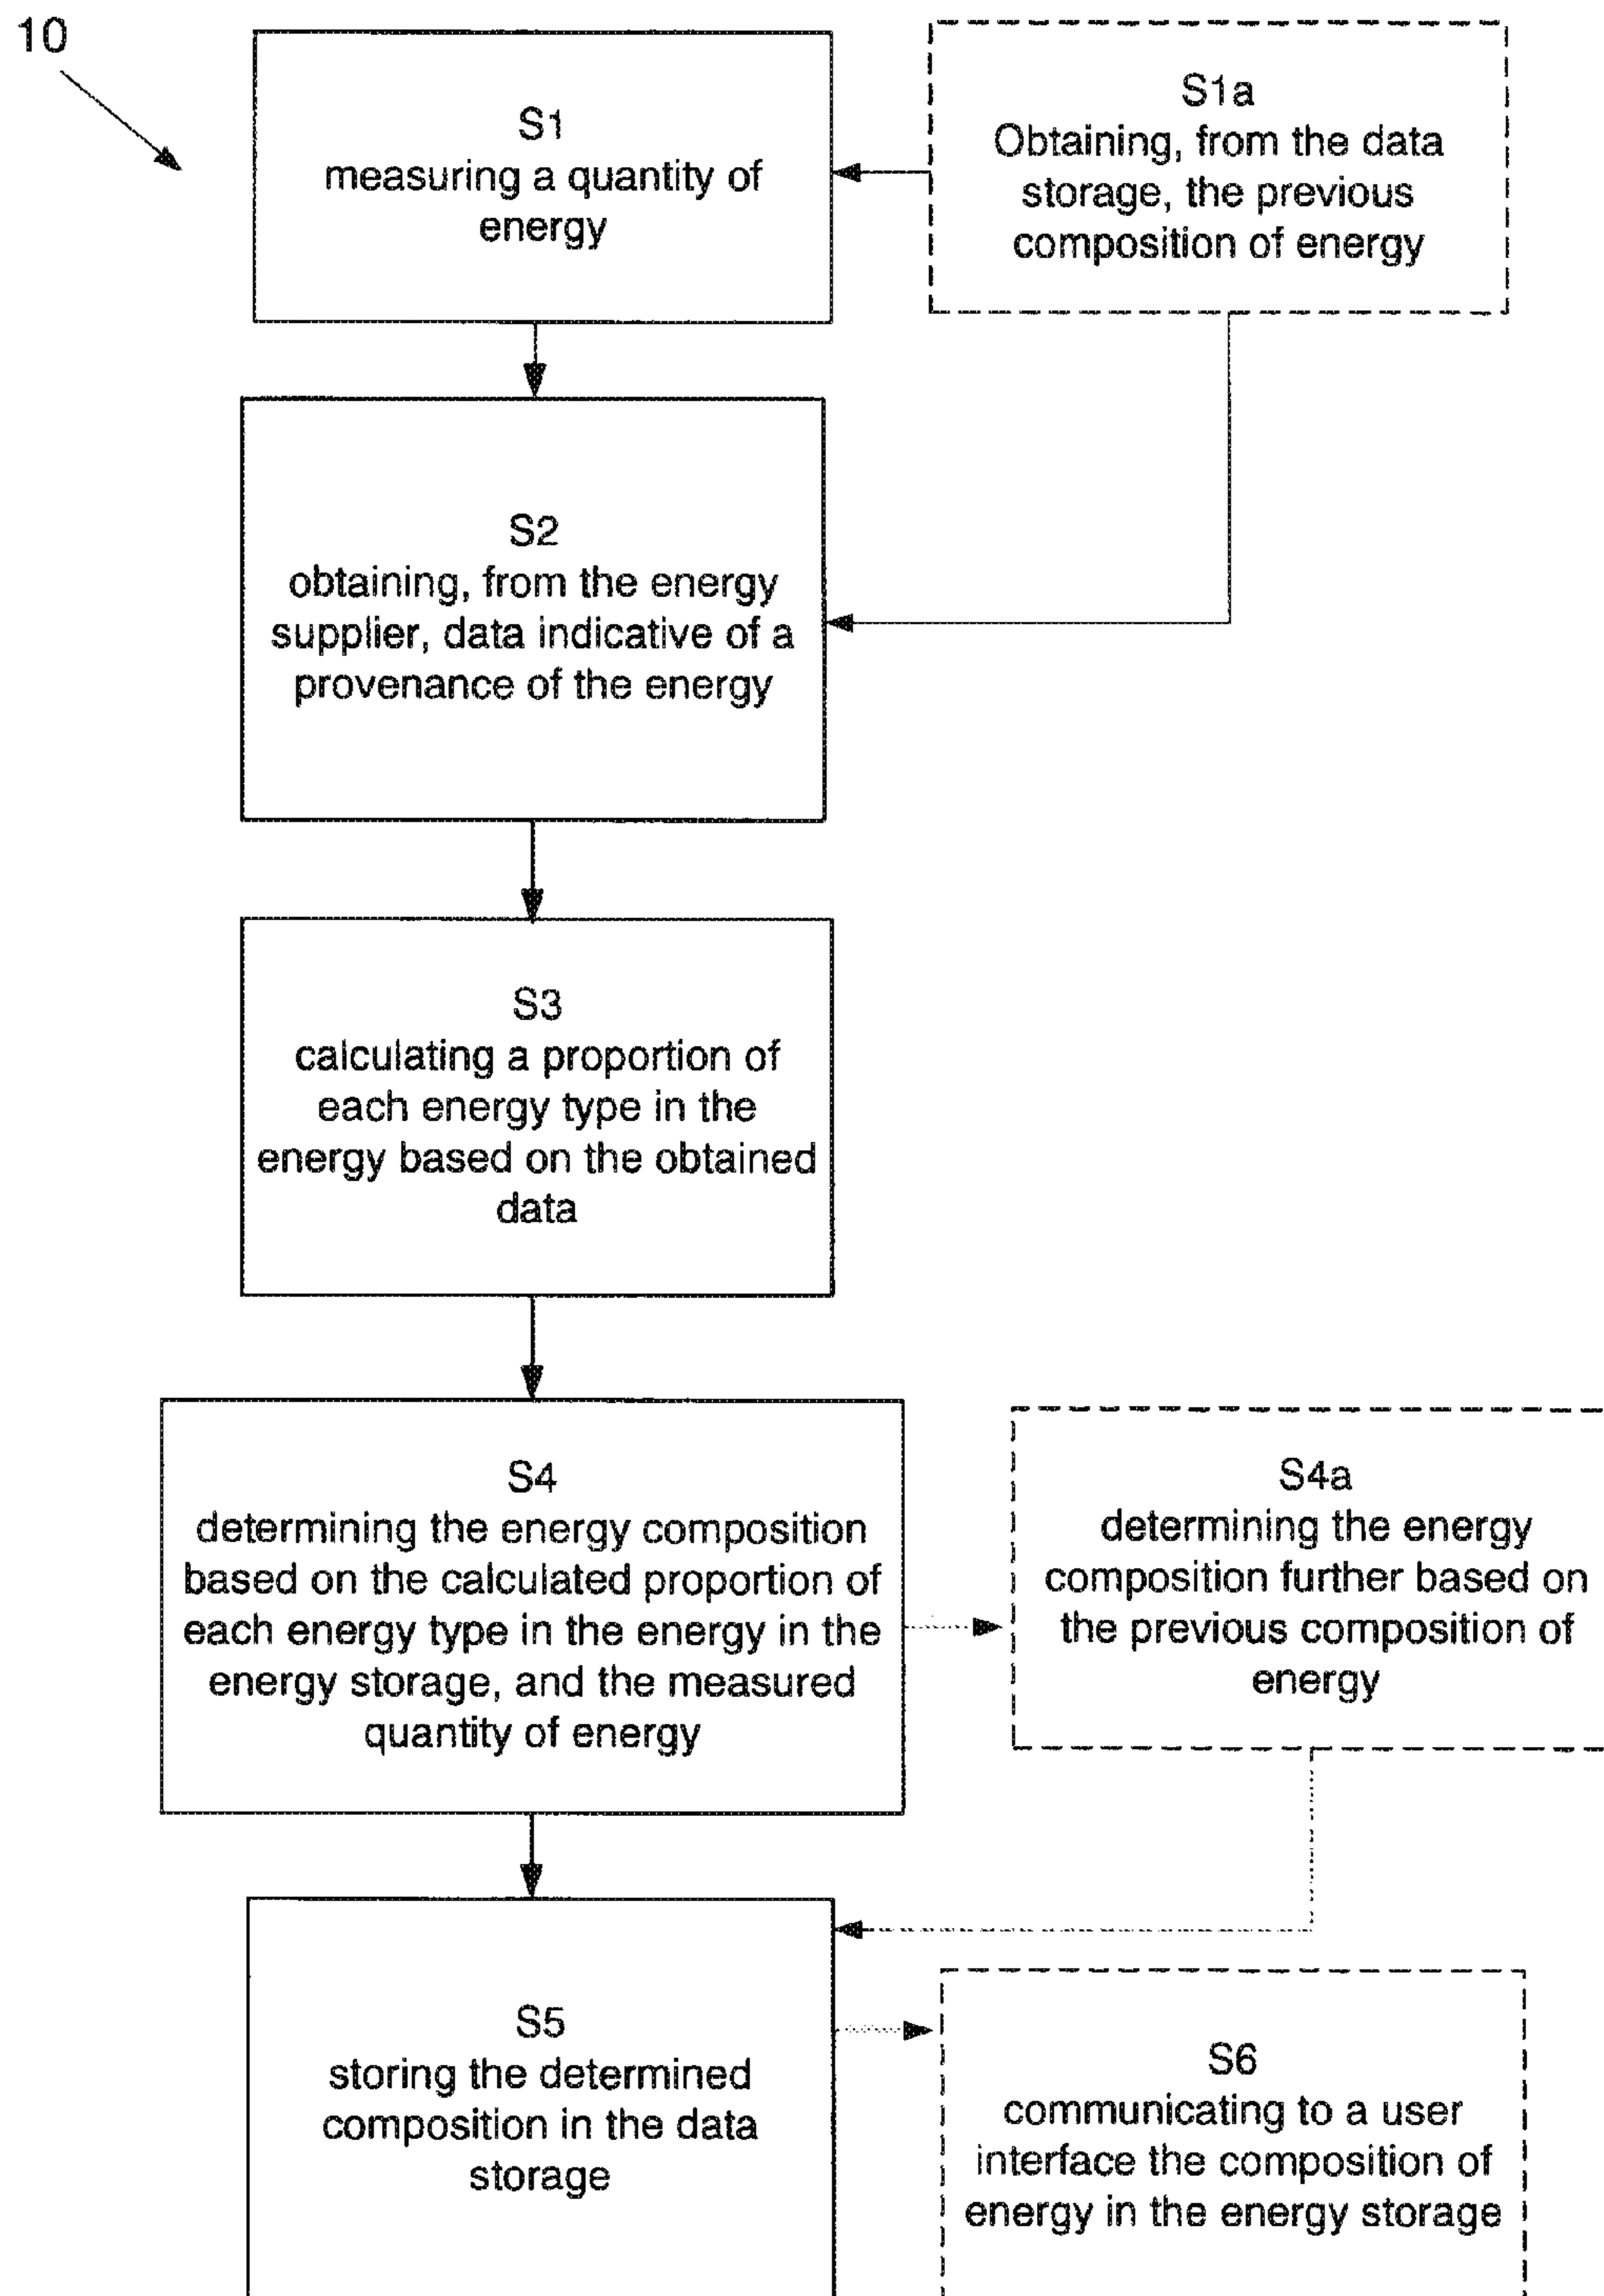 10
S1
measuring a quantity of
energy
S1a
Obtaining, from the data
storage, the previous
composition of energy
S2
obtaining, from the energy
supplier, data indicative of a
provenance of the energy
S3
calculating a proportion of
each energy type in the
energy based on the obtained
data
S4
determining the energy composition
based on the calculated proportion of
each energy type in the energy in the
energy storage, and the measured
quantity of energy
S4a
determining the energy
composition further based on
the previous composition of
energy
S5
storing the determined
composition in the data
storage
S6
communicating to a user
interface the composition of
energy in the energy storage